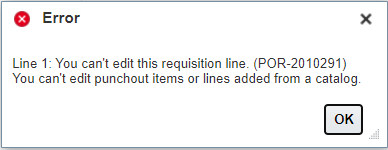 Error
Line 1: You can't edit this requisition line. (POR-2010291)
You can't edit punchout items or lines added from a catalog.
OK